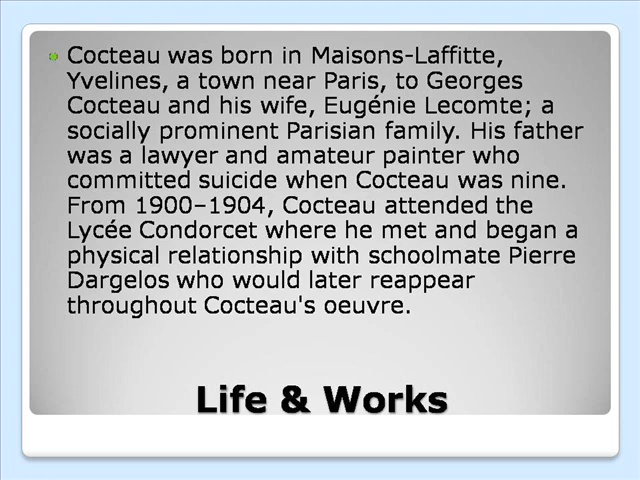 Cocteau was born in Maisons-Laffitte,
Yvelines, a town near Paris, to Georges
Cocteau and his wife, Eugénie Lecomte; a
socially prominent Parisian family. His father
was a lawyer and amateur painter who
committed suicide when Cocteau was nine.
From 1900–1904, Cocteau attended the
Lycée Condorcet where he met and began a
physical relationship with schoolmate Pierre
Dargelos who would later reappear
throughout Cocteau's oeuvre.
Life & Works